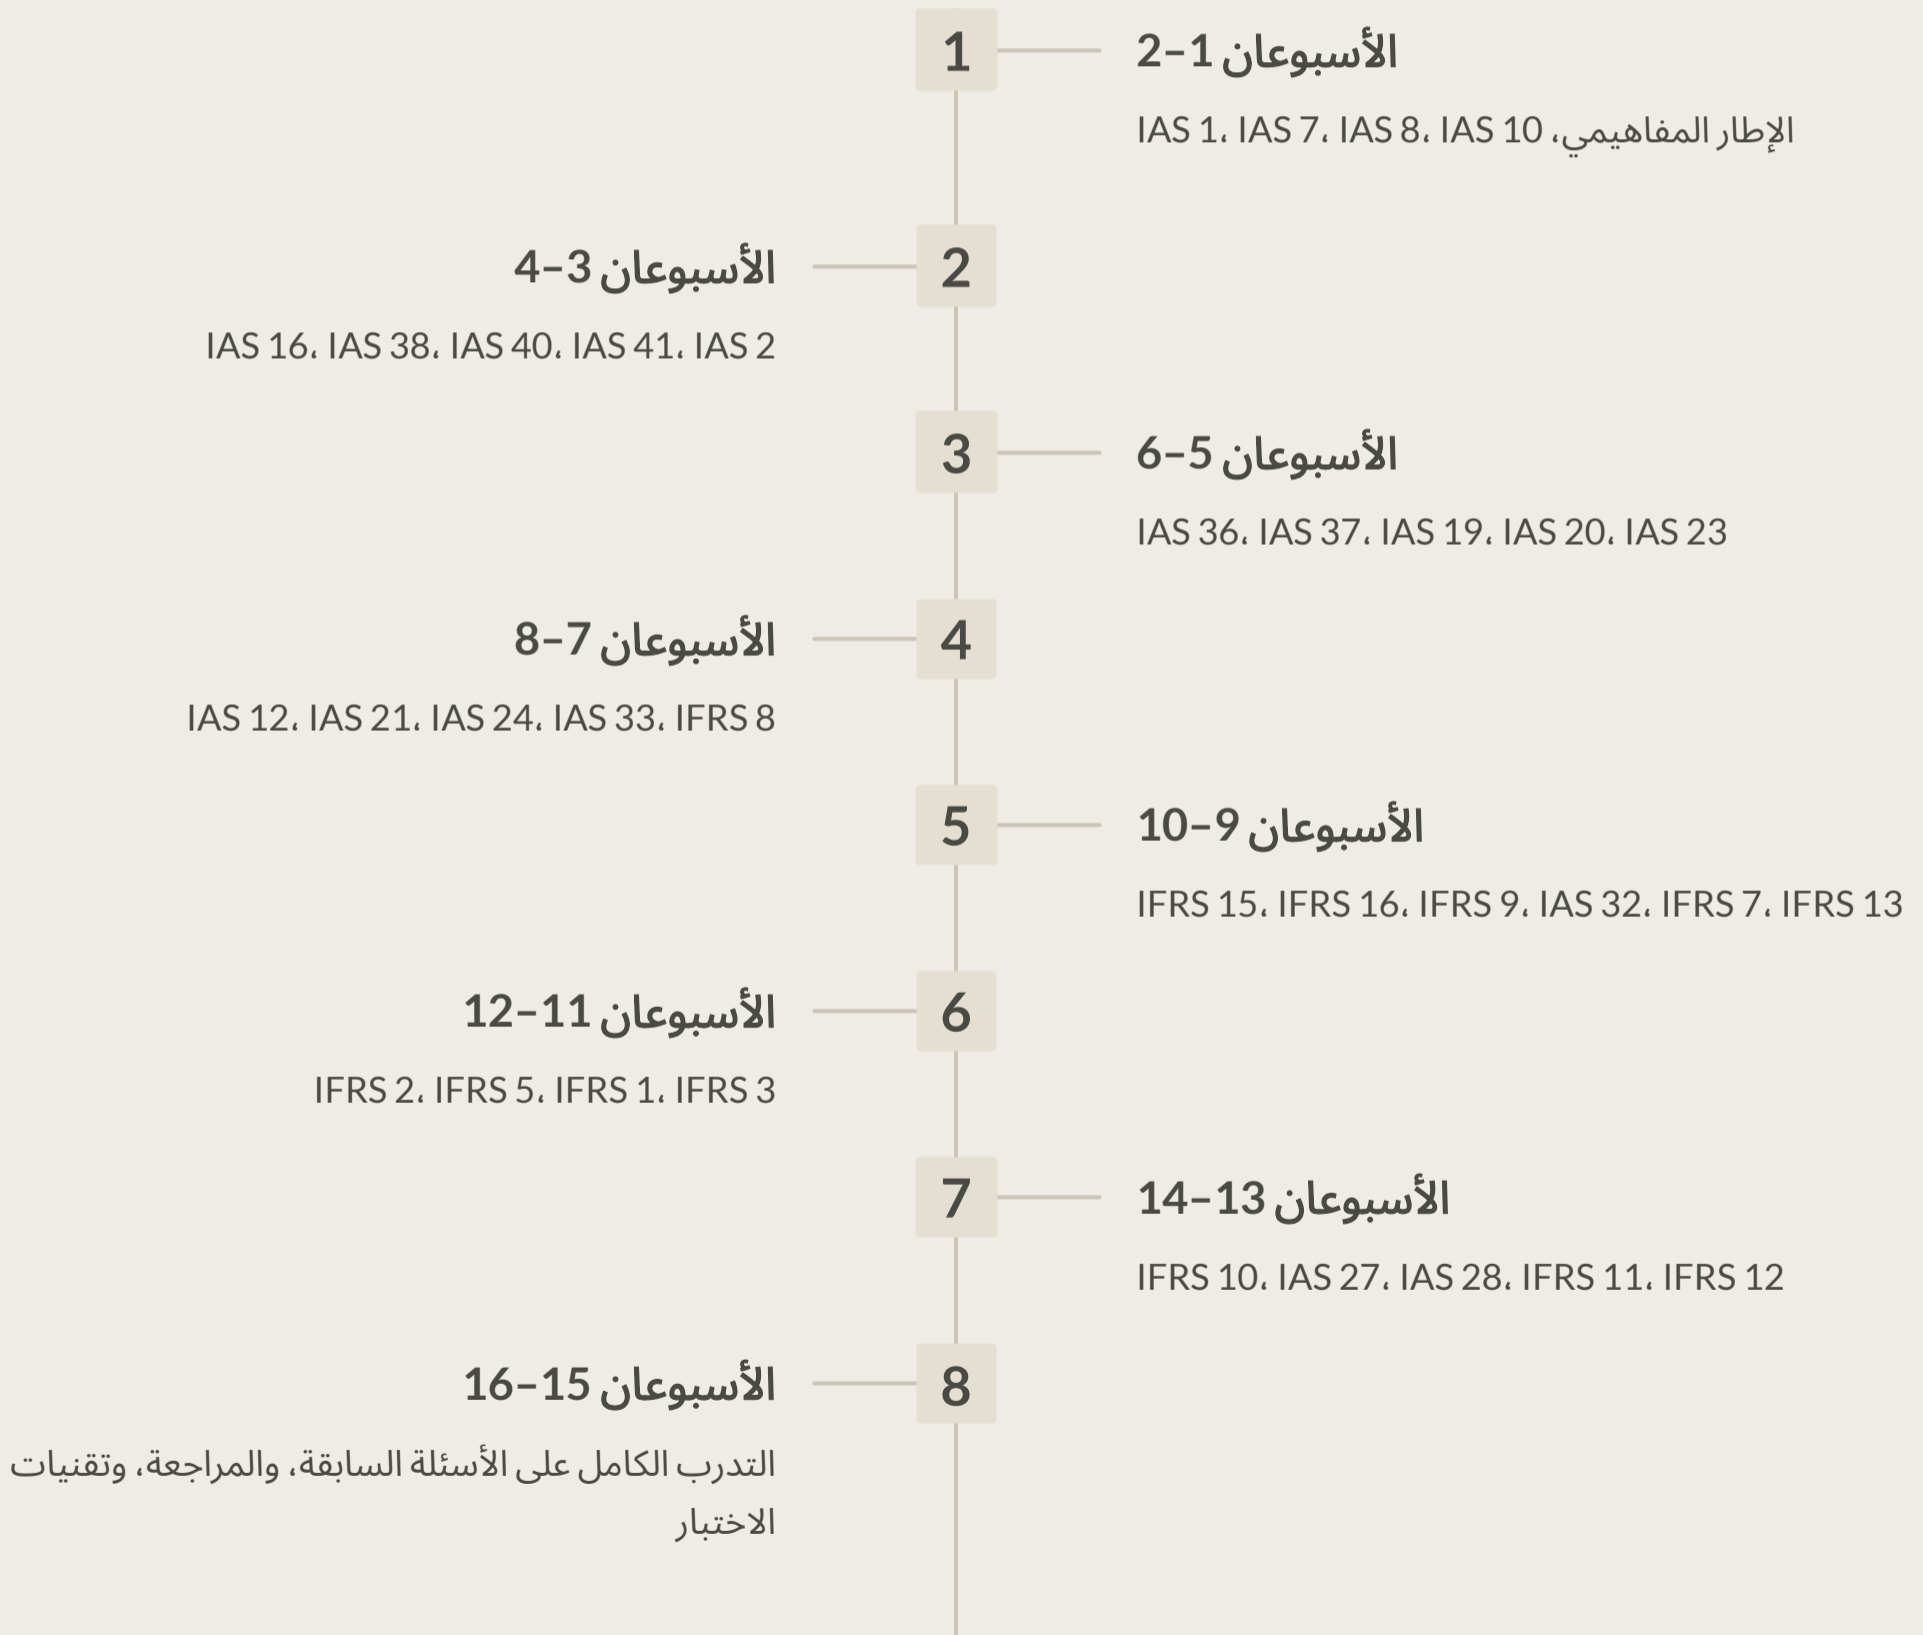 1
الأسبوعان 1–2
الإطار المفاهيمي، IAS 1، IAS 7، IAS 8، IAS 10
2
الأسبوعان 3–4
IAS 16، IAS 38، IAS 40، IAS 41، IAS 2
3
الأسبوعان 5–6
IAS 36، IAS 37، IAS 19، IAS 20، IAS 23
4
الأسبوعان 7–8
IAS 12، IAS 21، IAS 24، IAS 33، IFRS 8
5
الأسبوعان 9–10
IFRS 15، IFRS 16، IFRS 9، IAS 32، IFRS 7، IFRS 13
6
الأسبوعان 11–12
IFRS 2، IFRS 5، IFRS 1، IFRS 3
7
الأسبوعان 13–14
IFRS 10، IAS 27، IAS 28، IFRS 11، IFRS 12
8
الأسبوعان 15–16
التدرب الكامل على الأسئلة السابقة، والمراجعة، وتقنيات
الاختبار